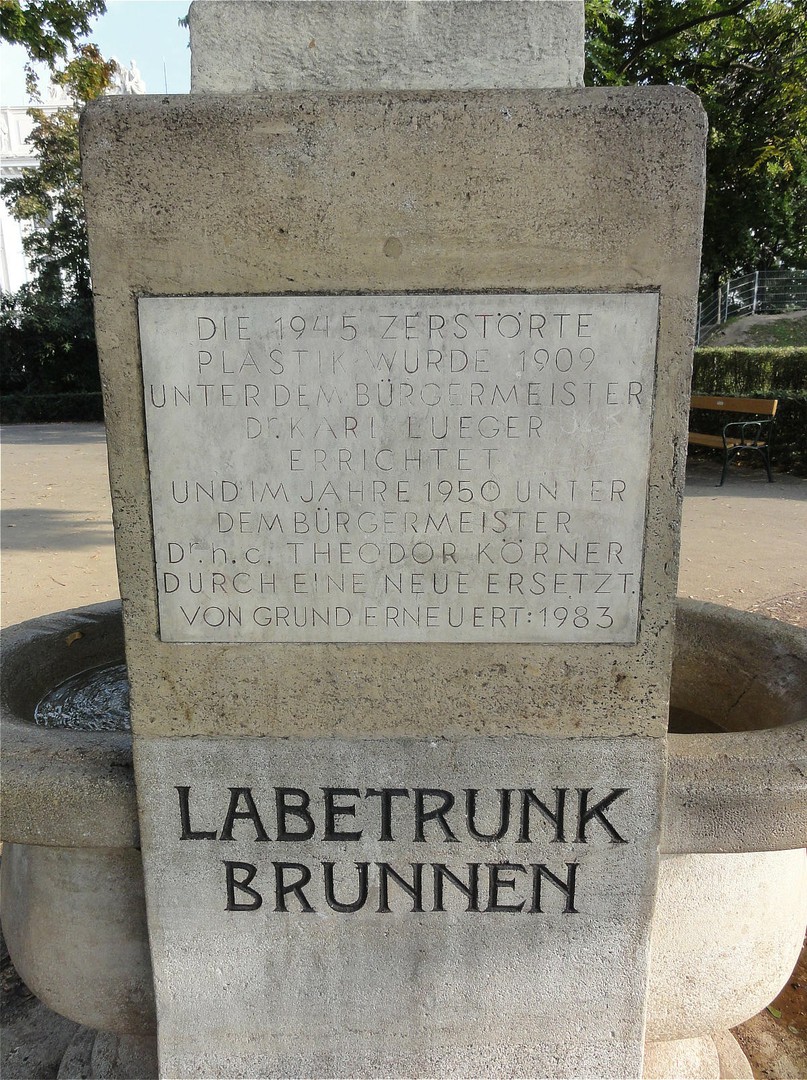 DIE 1945 ZERSTÖRTE
PLASTIK WURDE 1909
UNTER DEM BÜRGERMEISTER
Dr. KARL LUEGER
ERRICHTET
UND IM JAHRE 1950 UNTER
DEM BÜRGERMEISTER
Dr. h. c. THEODOR KÖRNER
DURCH EINE NEUE ERSETZT.
VON GRUND ERNEUERT: 1983
LABETRUNK
BRUNNEN